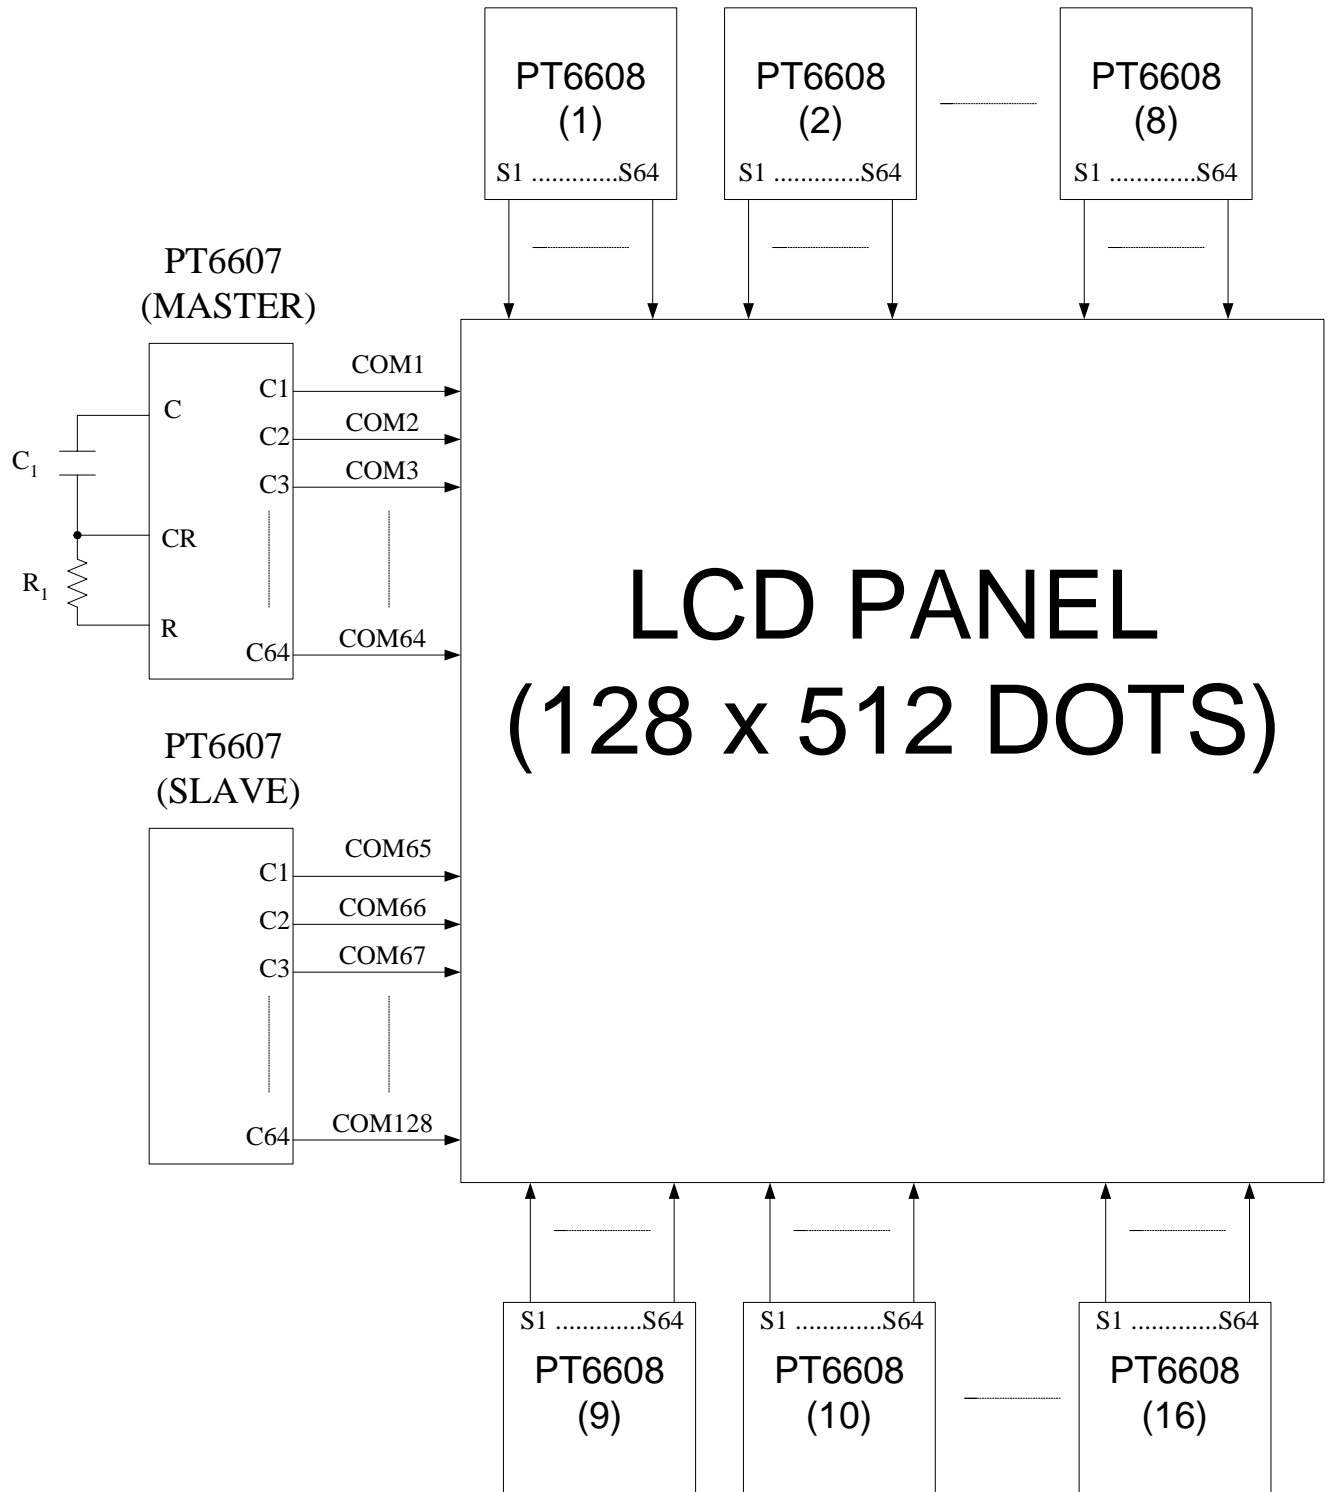 PT6608
(1)
S1 .............S64
PT6608
(2)
S1 .............S64
PT6608
(8)
S1 .............S64
PT6607
(MASTER)
C
CR
R
C1
R1
C1
C2
C3
C64
COM1
COM2
COM3
COM64
LCD PANEL
(128 x 512 DOTS)
PT6607
(SLAVE)
C1
C2
C3
C64
COM65
COM66
COM67
COM128
S1 .............S64
PT6608
(9)
S1 .............S64
PT6608
(10)
S1 .............S64
PT6608
(16)